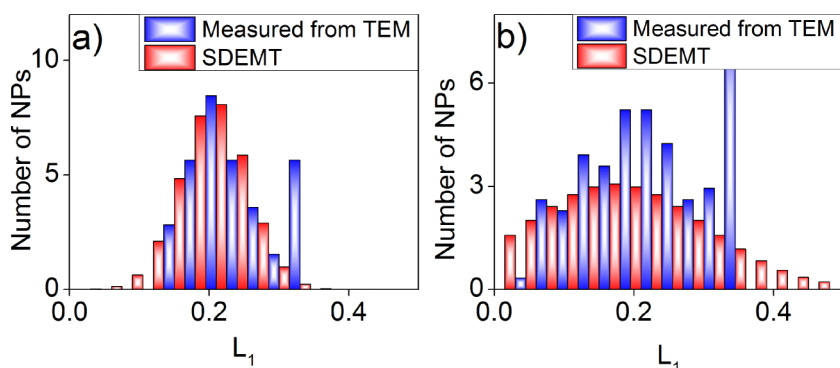 a)
Measured from TEM
SDEMT
Number of NPs
10
5
0
0.0 0.2 0.4
L1
b)
Measured from TEM
SDEMT
Number of NPs
6
3
0
0.0 0.2 0.4
L1